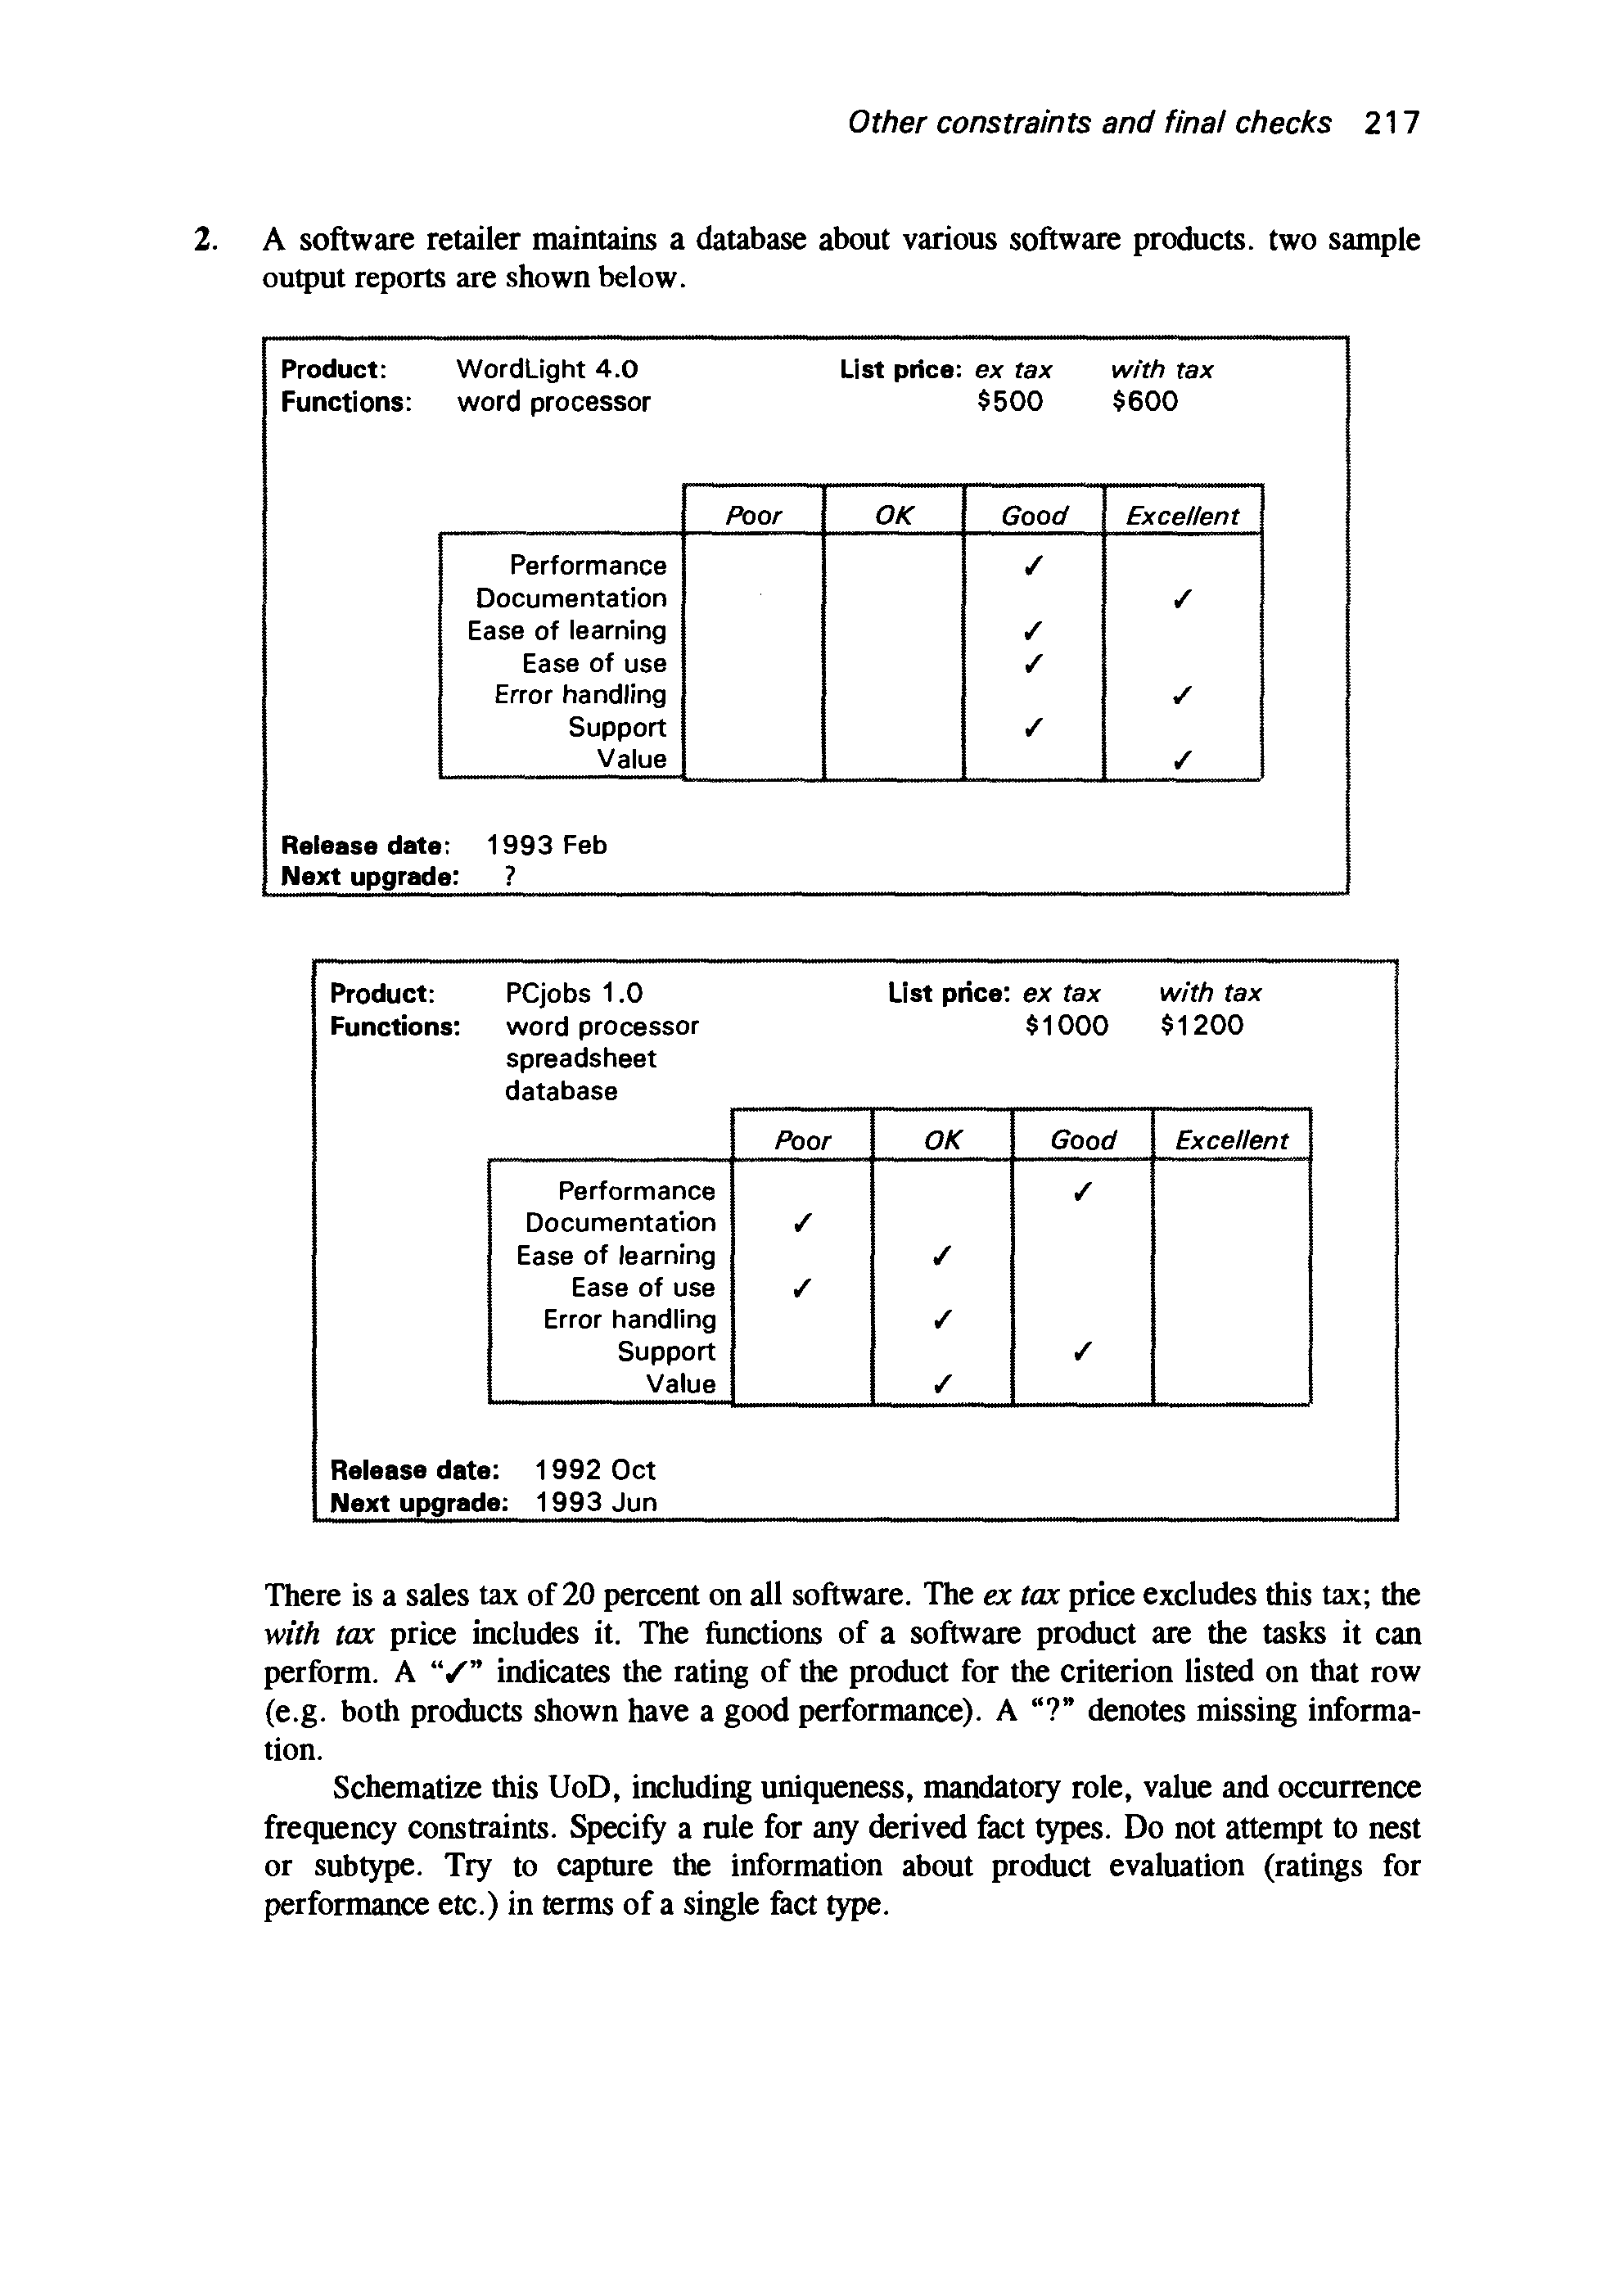 Other constraints and final checks 217
2. A software retailer maintains a database about various software products. two sample
output reports are shown below.
Product: WordLight 4.0 List price: ex tax with tax
Functions: word processor $500 $600
Poor OK Good Excellent
Performance ✓
Documentation ✓
Ease of learning ✓
Ease of use ✓
Error handling ✓
Support ✓
Value ✓
Release date: 1993 Feb
Next upgrade: ?
Product: PCjobs 1.0 List price: ex tax with tax
Functions: word processor $1000 $1200
spreadsheet
database
Poor OK Good Excellent
Performance ✓
Documentation ✓
Ease of learning ✓
Ease of use ✓
Error handling ✓
Support ✓
Value ✓
Release date: 1992 Oct
Next upgrade: 1993 Jun
There is a sales tax of 20 percent on all software. The ex tax price excludes this tax; the
with tax price includes it. The functions of a software product are the tasks it can
perform. A “✓” indicates the rating of the product for the criterion listed on that row
(e.g. both products shown have a good performance). A “?” denotes missing informa-
tion.
Schematize this UoD, including uniqueness, mandatory role, value and occurrence
frequency constraints. Specify a rule for any derived fact types. Do not attempt to nest
or subtype. Try to capture the information about product evaluation (ratings for
performance etc.) in terms of a single fact type.